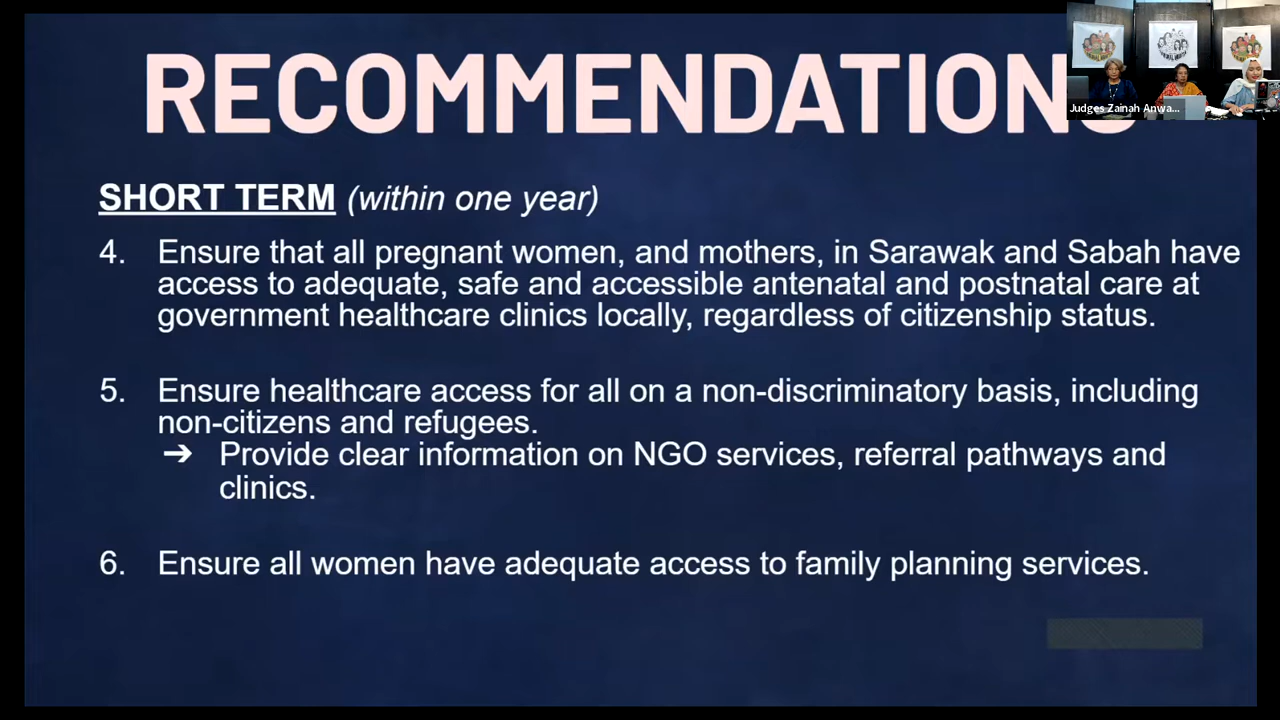 RECOMMENDATIONS
Judges Zainah Anwa...
SHORT TERM (within one year)
4. Ensure that all pregnant women, and mothers, in Sarawak and Sabah have
access to adequate, safe and accessible antenatal and postnatal care at
government healthcare clinics locally, regardless of citizenship status.
5. Ensure healthcare access for all on a non-discriminatory basis, including
non-citizens and refugees.
➔ Provide clear information on NGO services, referral pathways and
clinics.
6. Ensure all women have adequate access to family planning services.